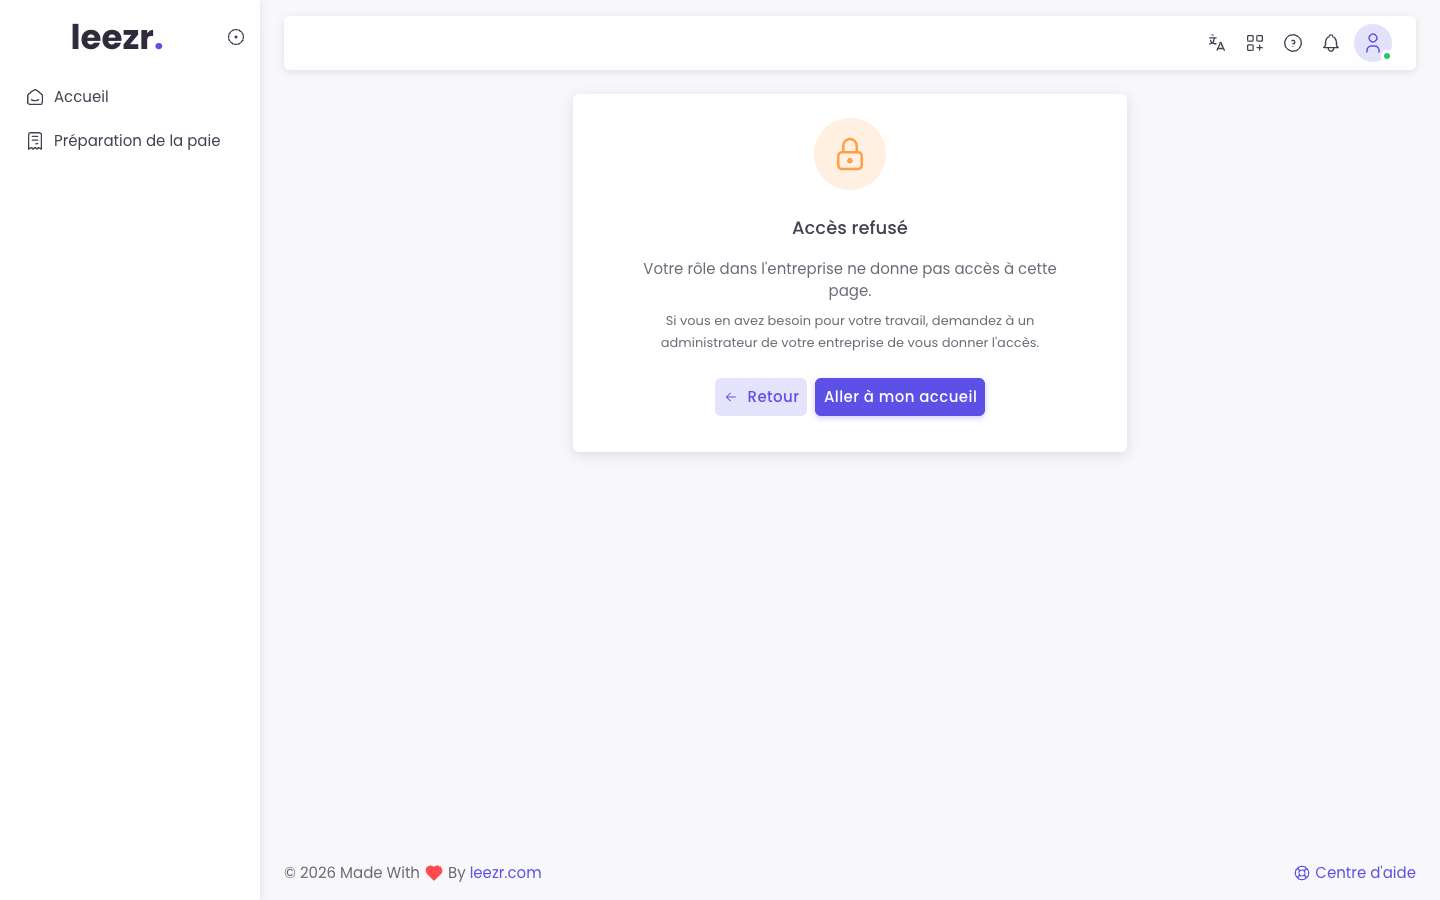 leezr.
Accueil
Préparation de la paie
Accès refusé
Votre rôle dans l'entreprise ne donne pas accès à cette
page.
Si vous en avez besoin pour votre travail, demandez à un
administrateur de votre entreprise de vous donner l'accès.
Retour
Aller à mon accueil
© 2026 Made With By leezr.com
Centre d'aide